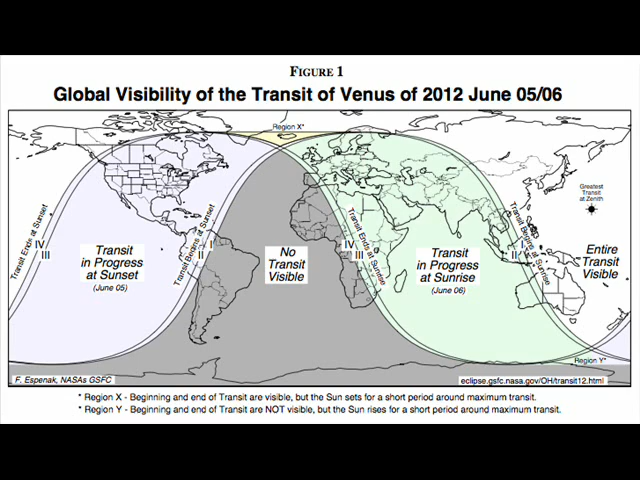 FIGURE 1
Global Visibility of the Transit of Venus of 2012 June 05/06
Region X*
Greatest
Transit
at Zenith
Transit Ends at Sunset
IV
III
Transit
in Progress
at Sunset
(June 05)
Transit Begins at Sunset
I
II
No
Transit
Visible
Transit Ends at Sunrise
IV
III
Transit
in Progress
at Sunrise
(June 06)
Transit Begins at Sunrise
I
II
Entire
Transit
Visible
Region Y*
F. Espenak, NASAs GSFC
eclipse.gsfc.nasa.gov/OH/transit12.html
* Region X - Beginning and end of Transit are visible, but the Sun sets for a short period around maximum transit.
* Region Y - Beginning and end of Transit are NOT visible, but the Sun rises for a short period around maximum transit.